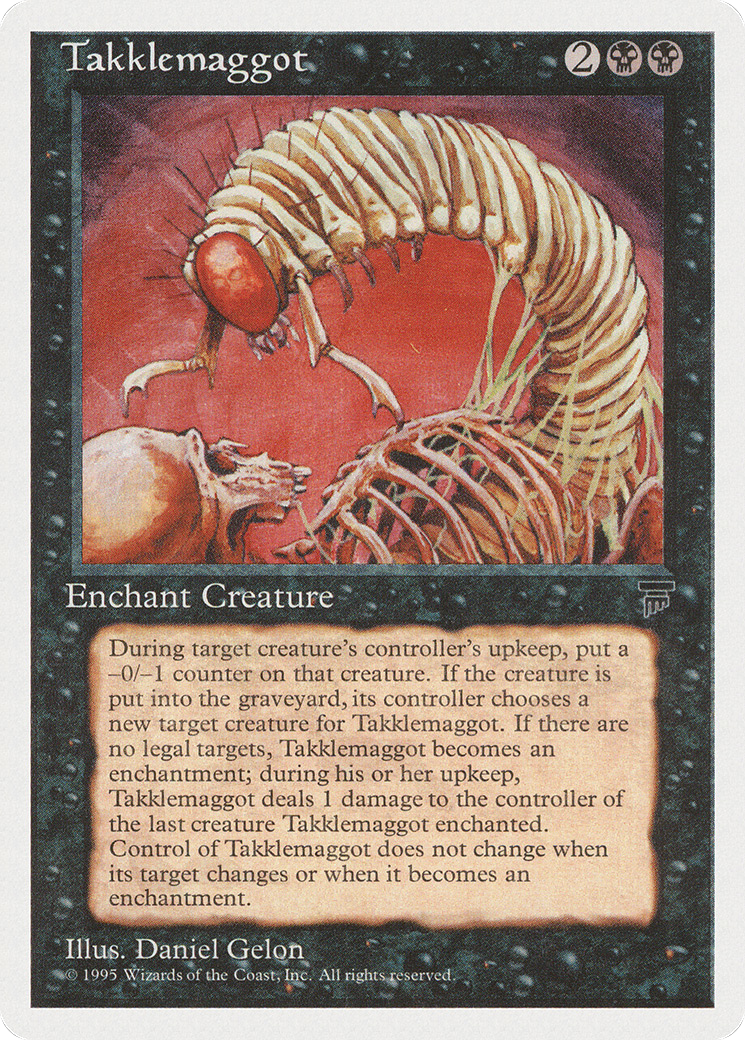 Takklemaggot 2
Enchant Creature
During target creature's controller's upkeep, put a
–0/–1 counter on that creature. If the creature is
put into the graveyard, its controller chooses a
new target creature for Takklemaggot. If there are
no legal targets, Takklemaggot becomes an
enchantment; during his or her upkeep,
Takklemaggot deals 1 damage to the controller of
the last creature Takklemaggot enchanted.
Control of Takklemaggot does not change when
its target changes or when it becomes an
enchantment.
Illus. Daniel Gelon
© 1995 Wizards of the Coast, Inc. All rights reserved.